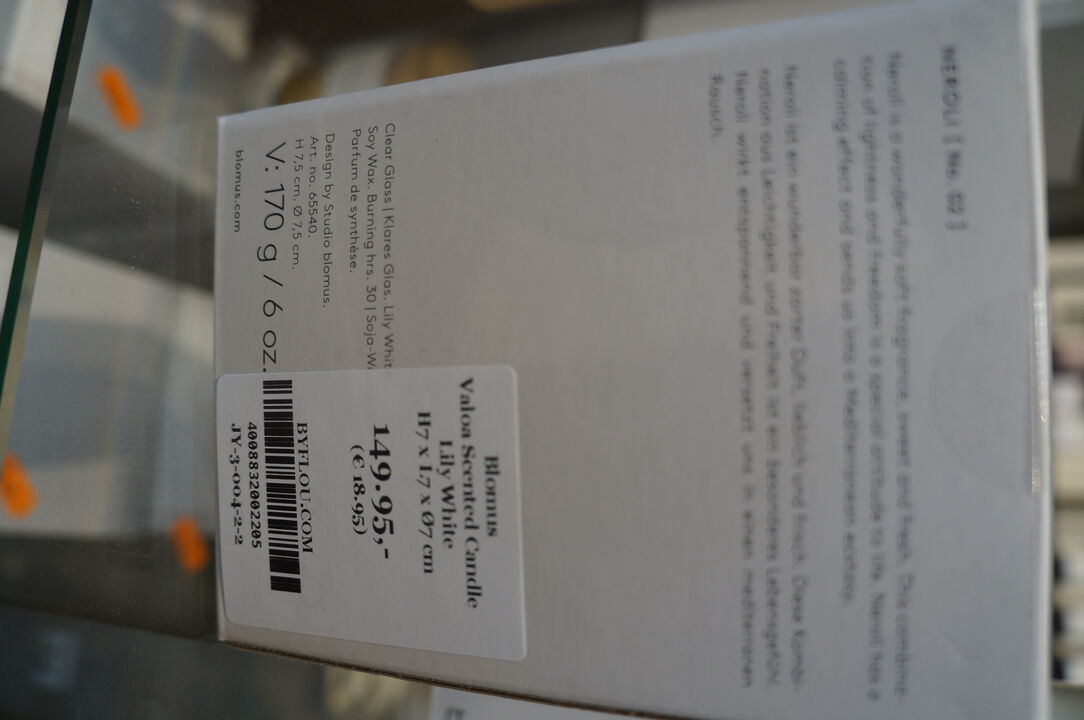 NEROLI [ No. 02 ]
Neroli is a wonderfully soft fragrance, sweet and fresh. This combina-
tion of lightness and freedom is a special attitude to life. Neroli has a
calming effect and sends us into a Mediterranean ecstasy.
Neroli ist ein wunderbar zarter Duft, lieblich und frisch. Diese Kombi-
nation aus Leichtigkeit und Freiheit ist ein besonderes Lebensgefühl.
Neroli wirkt entspannend und versetzt uns in einen mediterranen
Rausch.
Clear Glass | Klares Glas. Lily Whit
Soy Wax. Burning hrs. 30 | Soja-Wa
Parfum de synthèse.
Design by Studio blomus.
Art. no. 65540.
H 7,5 cm. Ø 7,5 cm.
V: 170 g / 6 oz.
blomus.com
Blomus
Valoa Scented Candle
Lily White
H7 x L7 x Ø7 cm
149.95,-
(€ 18.95)
BYFLOU.COM
4008832002205
JY-3-004-2-2